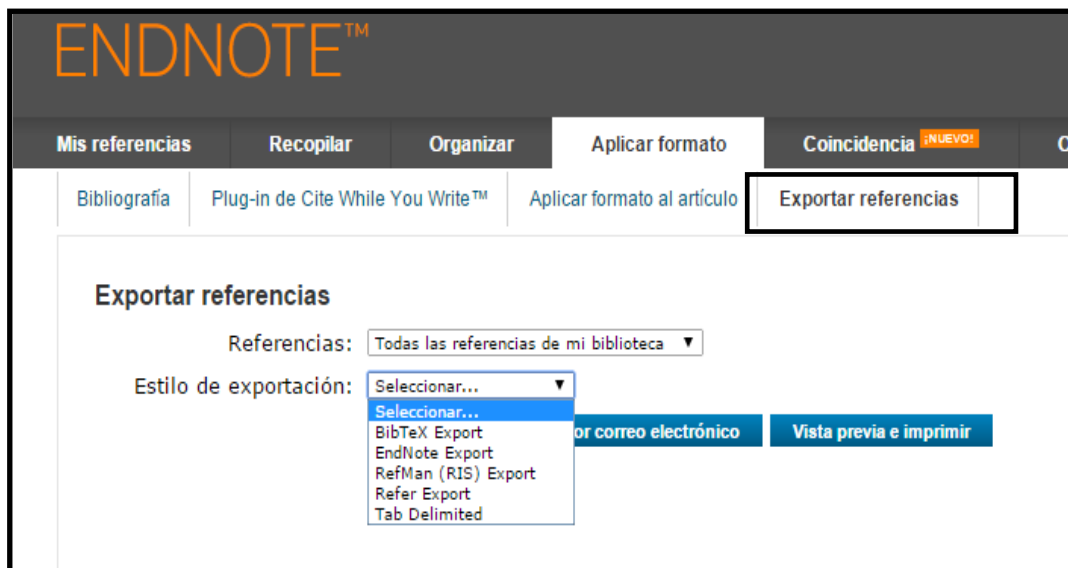 ENDNOTE™
Mis referencias Recopilar Organizar Aplicar formato Coincidencia ¡NUEVO!
Bibliografía Plug-in de Cite While You Write™ Aplicar formato al artículo Exportar referencias
Exportar referencias
Referencias: Todas las referencias de mi biblioteca ▼
Estilo de exportación: Seleccionar... ▼
Seleccionar...
BibTeX Export or correo electrónico Vista previa e imprimir
EndNote Export
RefMan (RIS) Export
Refer Export
Tab Delimited